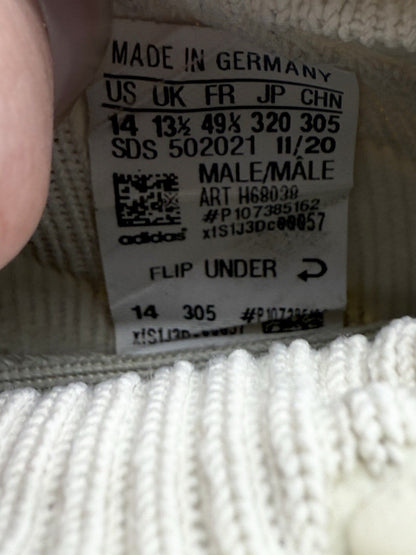 MADE IN GERMANY
US UK FR JP CHN
14 13½ 49⅓ 320 305
SDS 502021 11/20
MALE/MÂLE
ART H68039
#P107385162
x1S1J3Dc00057
adidas
FLIP UNDER
14 305